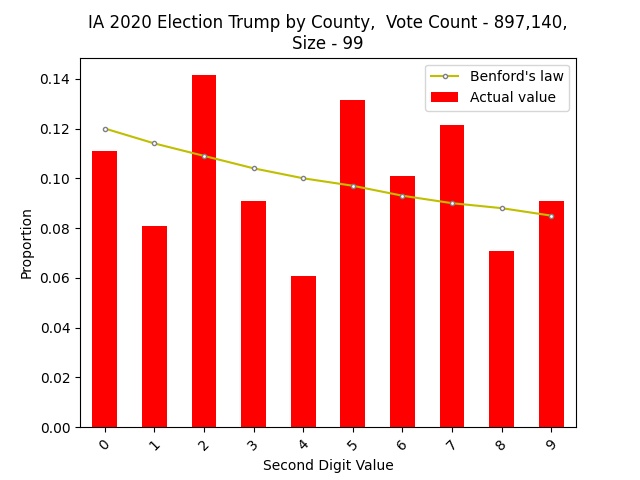 IA 2020 Election Trump by County,  Vote Count - 897,140,
Size - 99
Benford's law
Actual value
0.14
0.12
0.10
0.08
0.06
0.04
0.02
0.00
Proportion
0 1 2 3 4 5 6 7 8 9
Second Digit Value